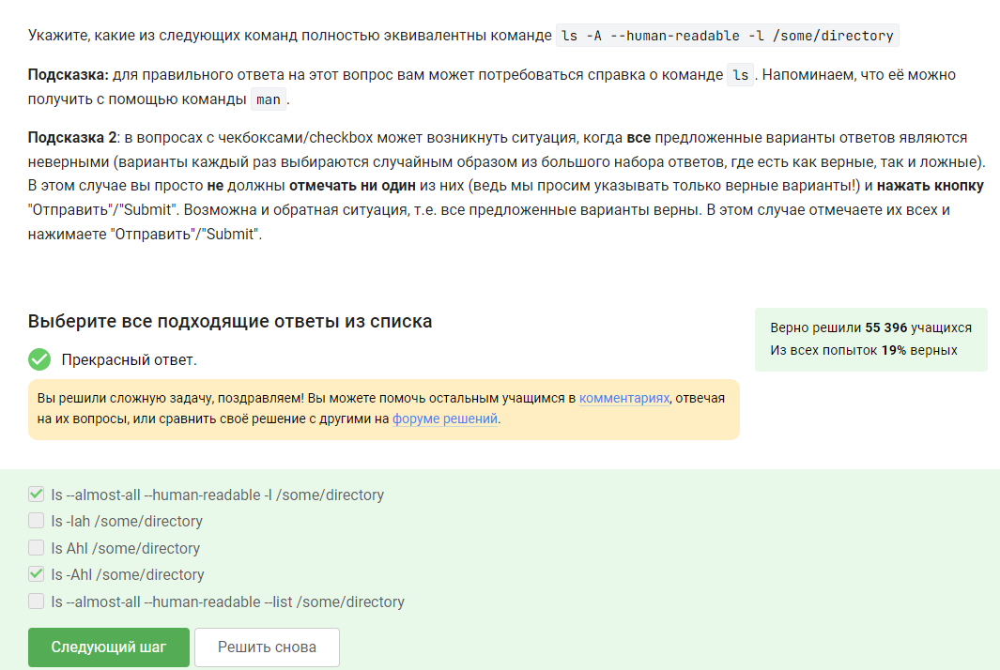 Укажите, какие из следующих команд полностью эквивалентны команде ls -A --human-readable -l /some/directory
Подсказка: для правильного ответа на этот вопрос вам может потребоваться справка о команде ls. Напоминаем, что её можно
получить с помощью команды man.
Подсказка 2: в вопросах с чекбоксами/checkbox может возникнуть ситуация, когда все предложенные варианты ответов являются
неверными (варианты каждый раз выбираются случайным образом из большого набора ответов, где есть как верные, так и ложные).
В этом случае вы просто не должны отмечать ни один из них (ведь мы просим указывать только верные варианты!) и нажать кнопку
"Отправить"/"Submit". Возможна и обратная ситуация, т.е. все предложенные варианты верны. В этом случае отмечаете их всех и
нажимаете "Отправить"/"Submit".
Выберите все подходящие ответы из списка
Прекрасный ответ.
Вы решили сложную задачу, поздравляем! Вы можете помочь остальным учащимся в комментариях, отвечая
на их вопросы, или сравнить своё решение с другими на форуме решений.
Верно решили 55 396 учащихся
Из всех попыток 19% верных
ls --almost-all --human-readable -l /some/directory
ls -lah /some/directory
ls Ahl /some/directory
ls -Ahl /some/directory
ls --almost-all --human-readable --list /some/directory
Следующий шаг
Решить снова